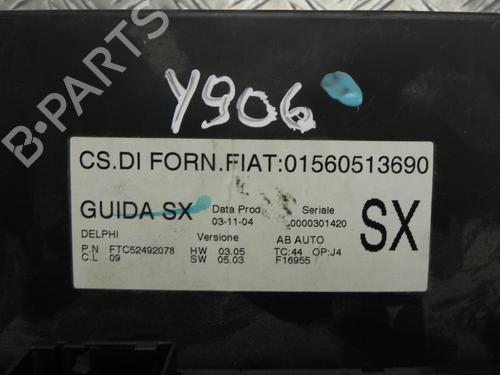 Y906
CS.DI FORN.FIAT:01560513690
GUIDA SX Data Prod. Seriale SX
03-11-04 0000301420
DELPHI Versione AB AUTO
P.N FTC52492078 HW 03.05 TC:44 OP:J4
C.L 09 SW 05.03 F16955
B-PARTS